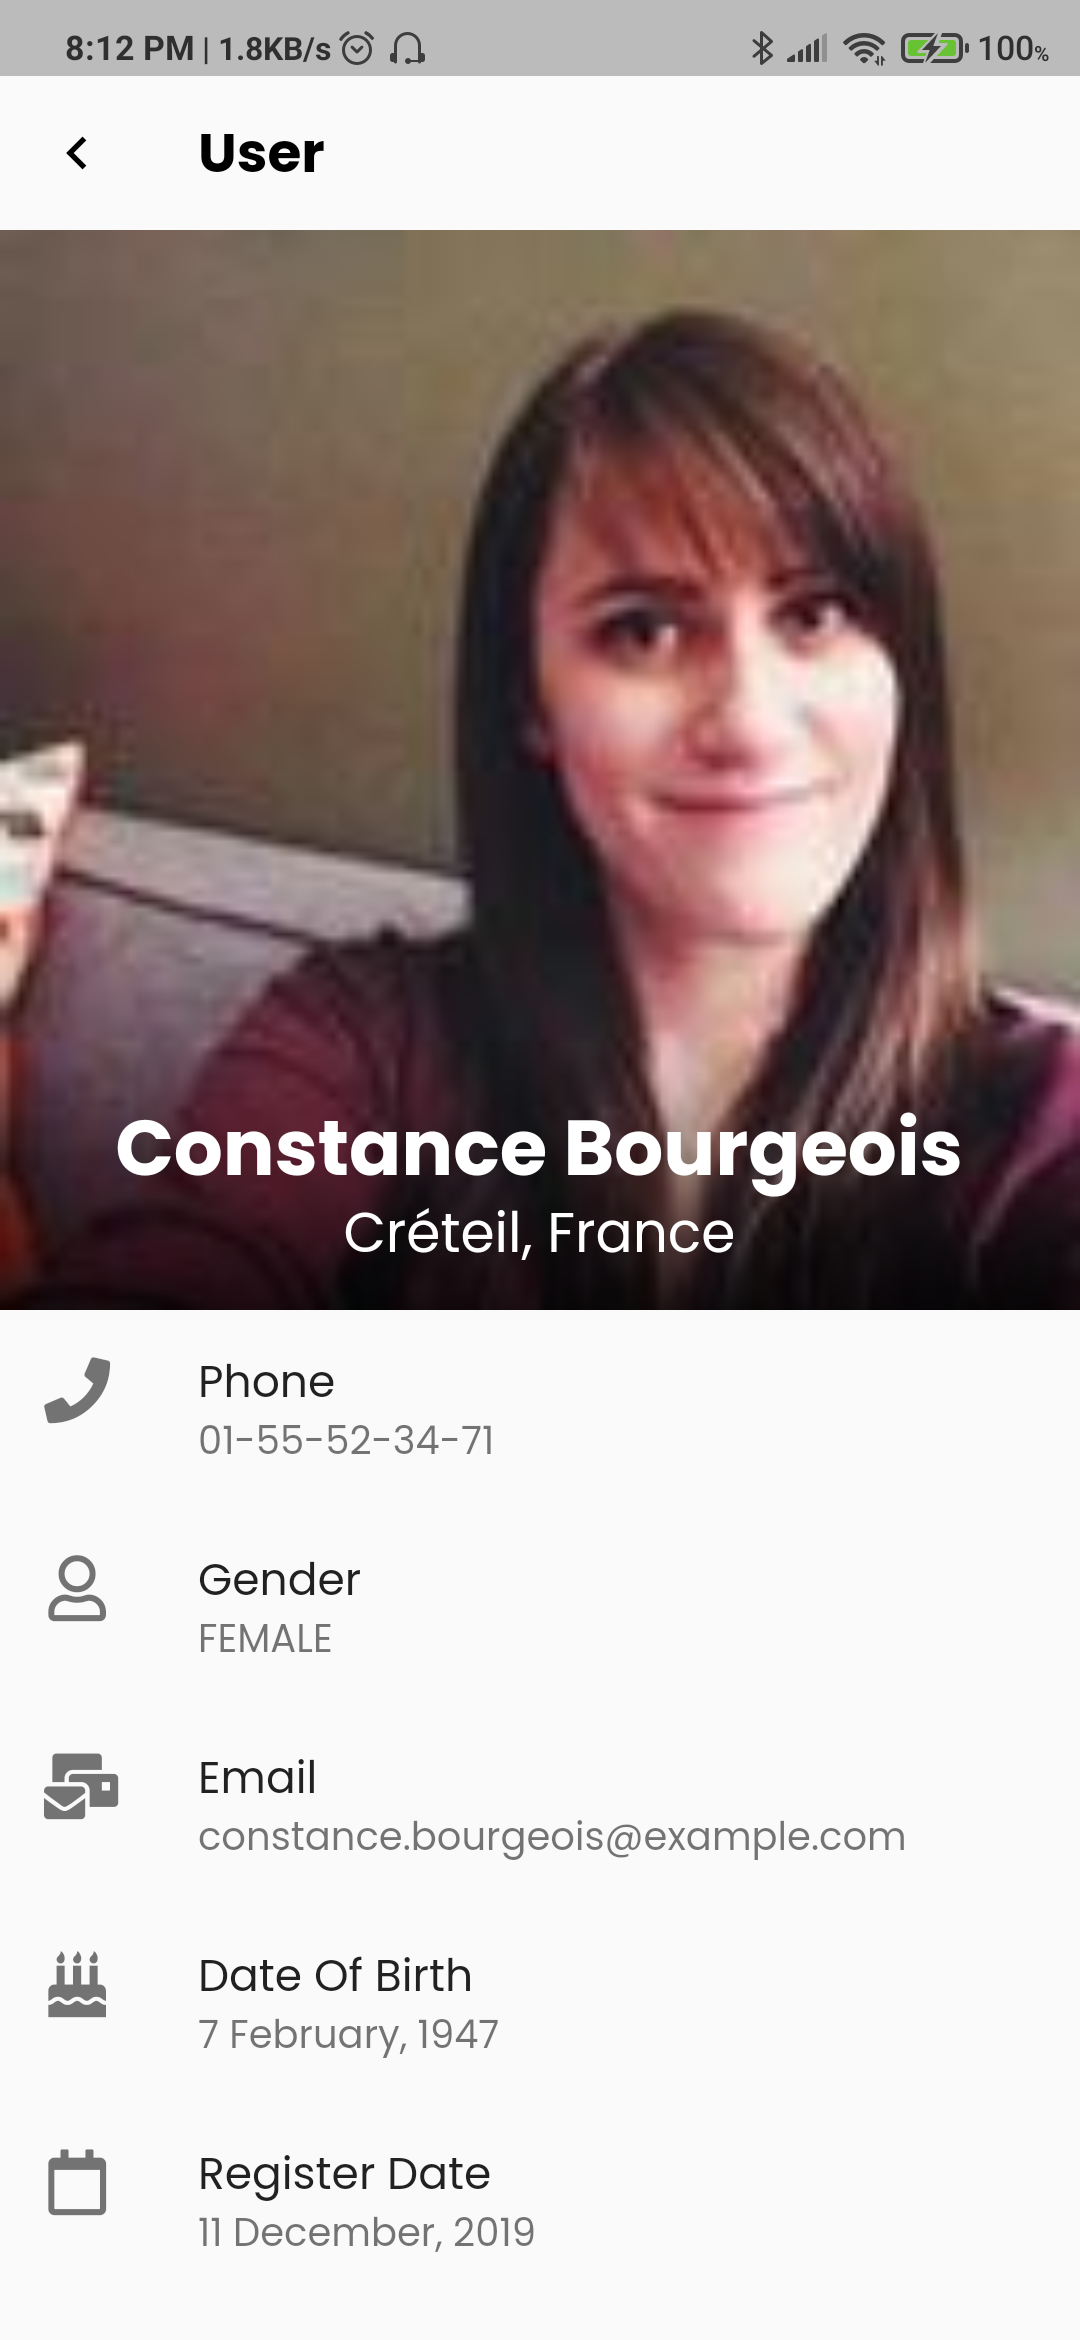 8:12 PM | 1.8KB/s 100%
User
Constance Bourgeois
Créteil, France
Phone
01-55-52-34-71
Gender
FEMALE
Email
constance.bourgeois@example.com
Date Of Birth
7 February, 1947
Register Date
11 December, 2019